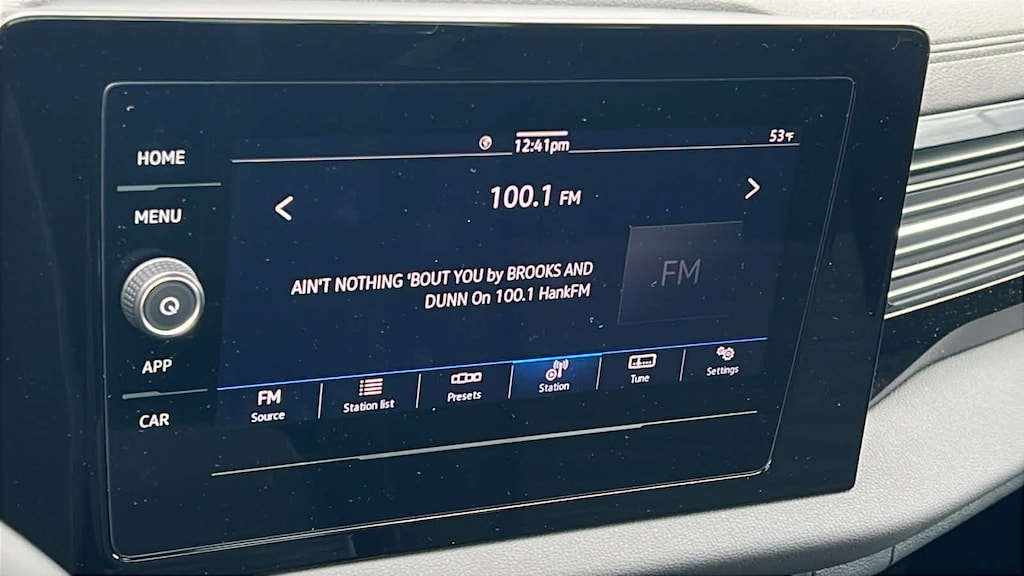 HOME
MENU
APP
CAR
12:41pm
53°F
100.1 FM
AIN'T NOTHING 'BOUT YOU by BROOKS AND
DUNN On 100.1 HankFM
FM
FM
Source
Station list
Presets
Station
Tune
Settings